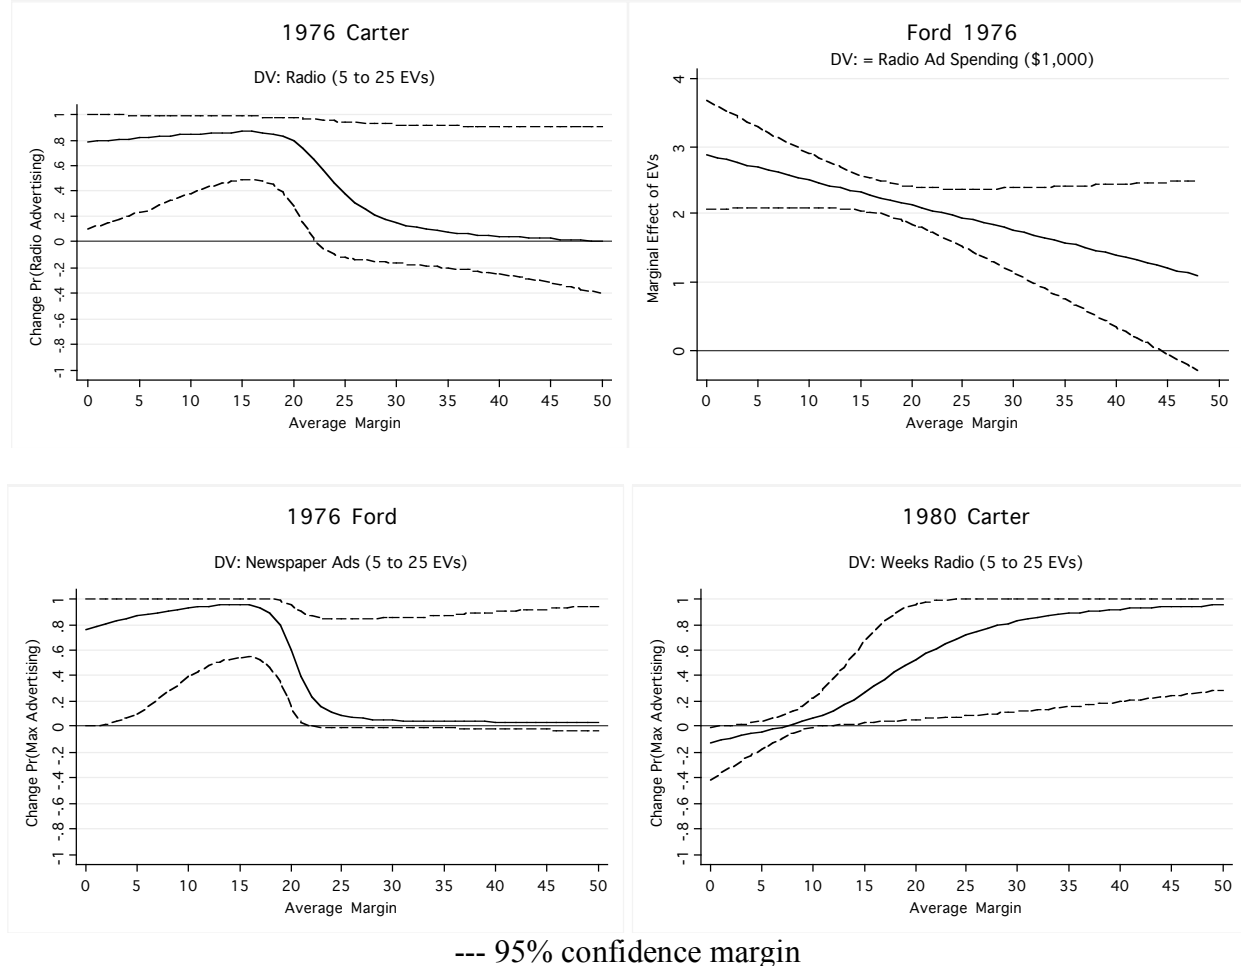 1976 Carter
DV: Radio (5 to 25 EVs)
Change Pr(Radio Advertising)
1
.8
.6
.4
.2
0
-.2
-.4
-.6
-.8
-1
0 5 10 15 20 25 30 35 40 45 50
Average Margin
Ford 1976
DV: = Radio Ad Spending ($1,000)
Marginal Effect of EVs
4
3
2
1
0
0 5 10 15 20 25 30 35 40 45 50
Average Margin
1976 Ford
DV: Newspaper Ads (5 to 25 EVs)
Change Pr(Max Advertising)
1
.8
.6
.4
.2
0
-.2
-.4
-.6
-.8
-1
0 5 10 15 20 25 30 35 40 45 50
Average Margin
1980 Carter
DV: Weeks Radio (5 to 25 EVs)
Change Pr(Max Advertising)
1
.8
.6
.4
.2
0
-.2
-.4
-.6
-.8
-1
0 5 10 15 20 25 30 35 40 45 50
Average Margin
--- 95% confidence margin